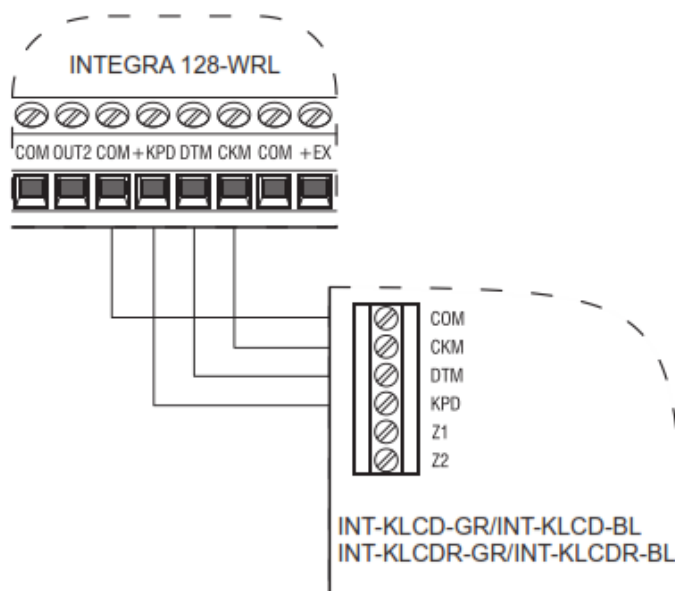 INTEGRA 128-WRL
COM OUT2 COM +KPD DTM CKM COM +EX
COM
CKM
DTM
KPD
Z1
Z2
INT-KLCD-GR/INT-KLCD-BL
INT-KLCDR-GR/INT-KLCDR-BL